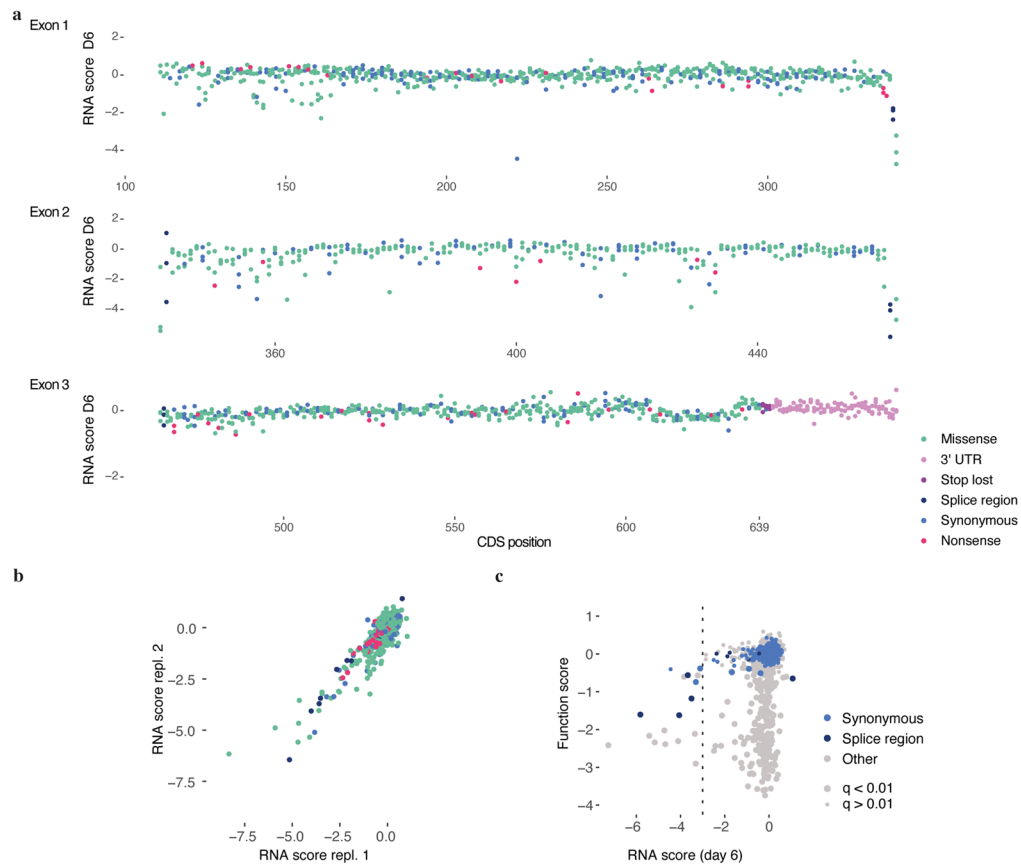 a
Exon 1
RNA score D6
2
0
−2
−4
100
150
200
250
300
Exon 2
RNA score D6
2
0
−2
−4
360
400
440
Exon 3
RNA score D6
0
−2
500
550
600
639
CDS position
Missense
3' UTR
Stop lost
Splice region
Synonymous
Nonsense
b
RNA score repl. 2
0.0
−2.5
−5.0
−7.5
−7.5
−5.0
−2.5
0.0
RNA score repl. 1
c
Function score
1
0
−1
−2
−3
−4
−6
−4
−2
0
RNA score (day 6)
Synonymous
Splice region
Other
q < 0.01
q > 0.01